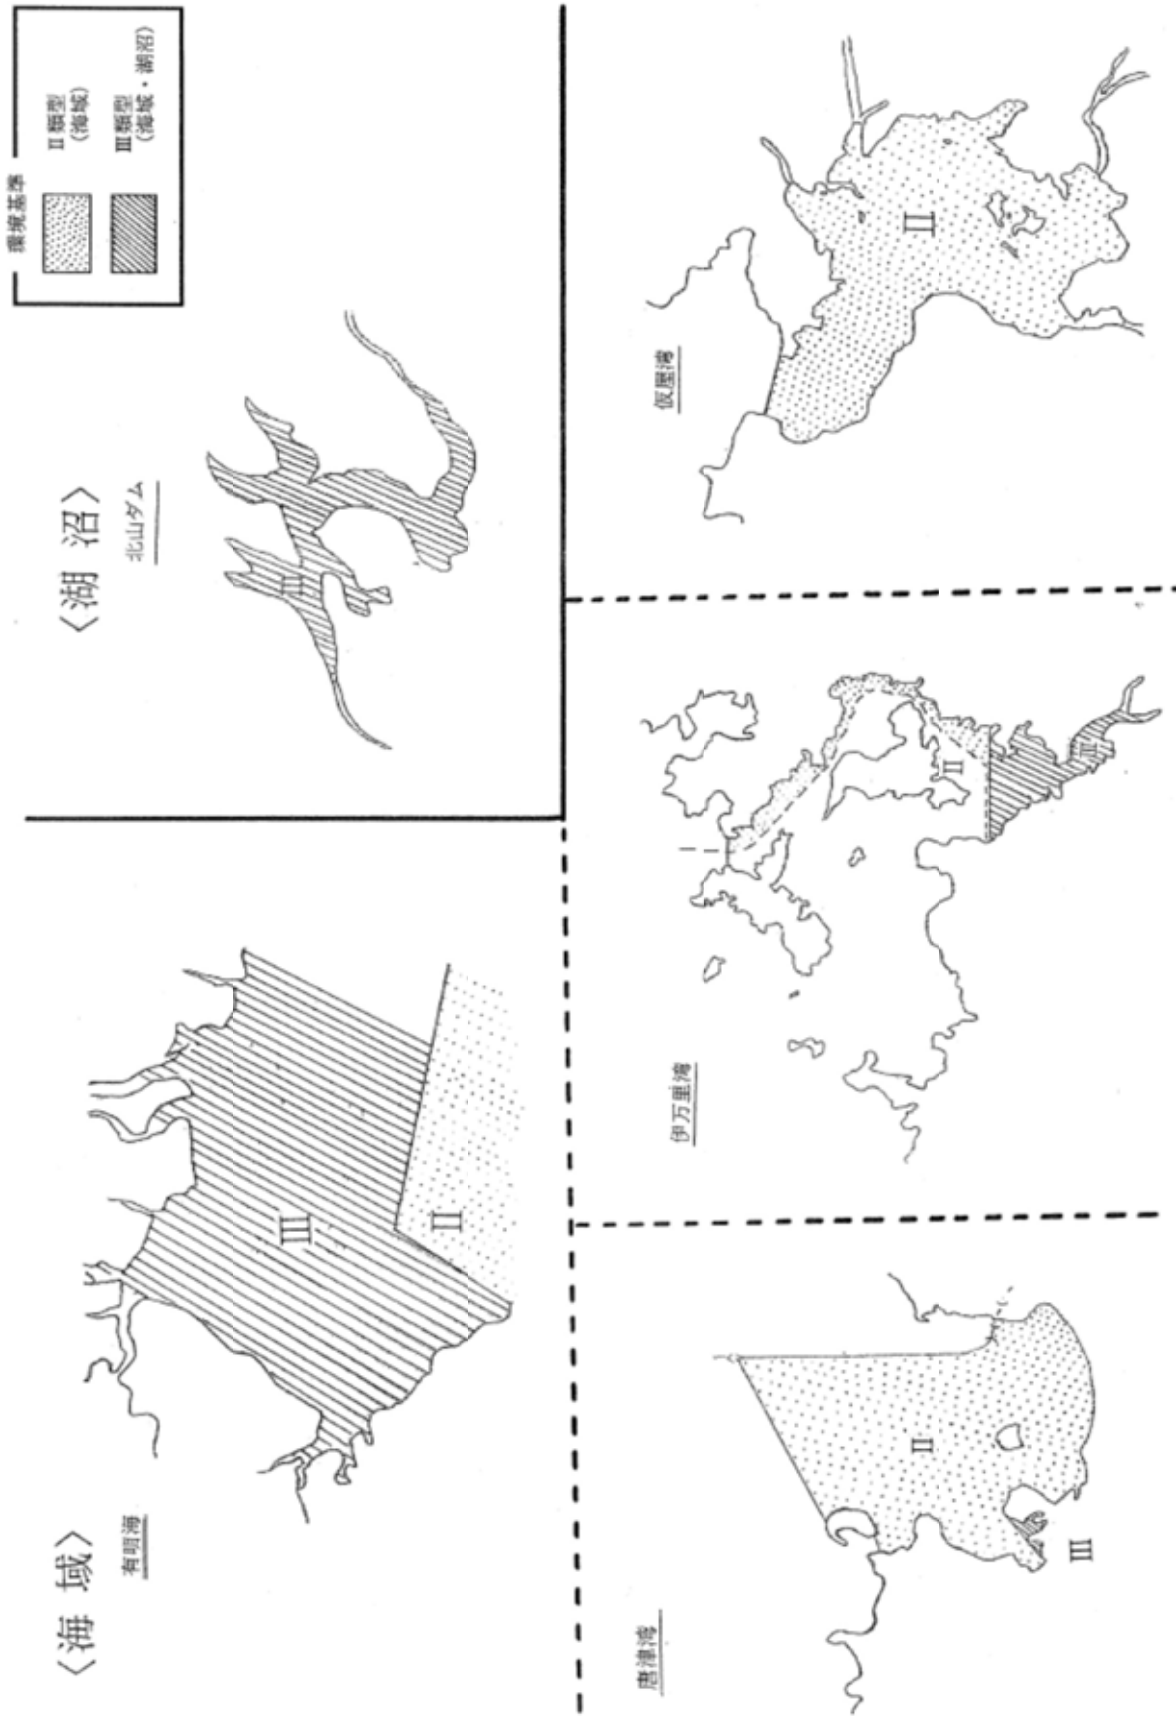 環境基準
II類型
(海域)
III類型
(海域・湖沼)
〈海 域〉
有明海
III
II
〈湖 沼〉
北山ダム
唐津湾
II
III
伊万里湾
II
III
仮屋湾
II